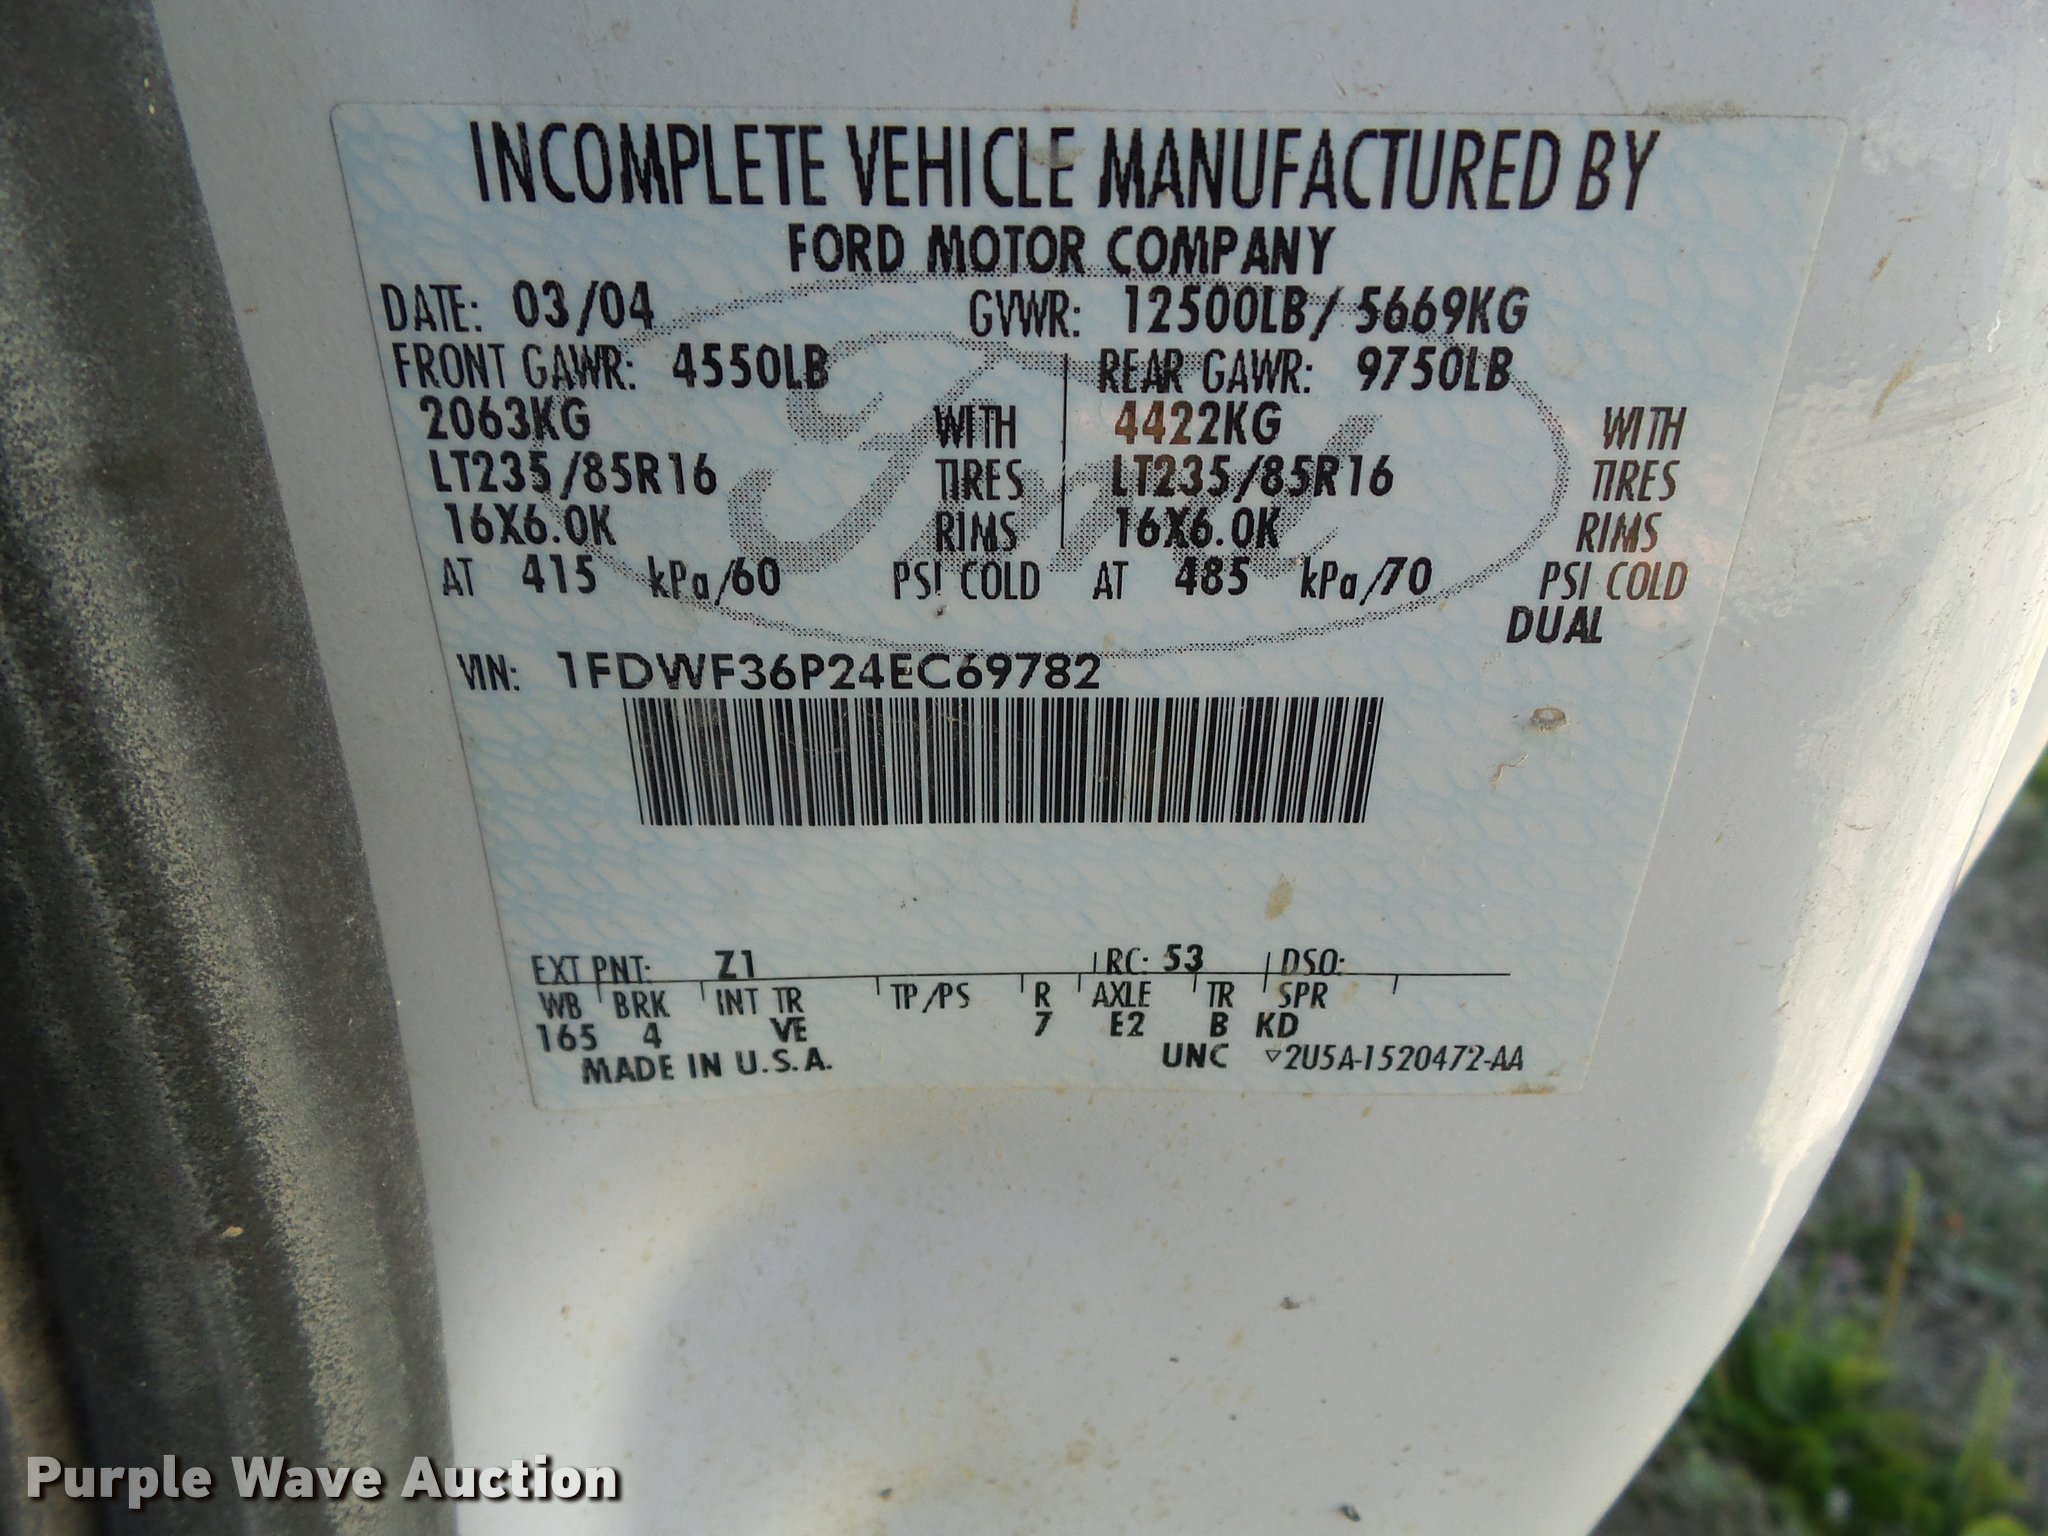 INCOMPLETE VEHICLE MANUFACTURED BY
FORD MOTOR COMPANY
DATE: 03/04 GVWR: 12500LB/ 5669KG
FRONT GAWR: 4550LB REAR GAWR: 9750LB
2063KG WITH 4422KG WITH
LT235/85R16 TIRES LT235/85R16 TIRES
16X6.0K RIMS 16X6.0K RIMS
AT 415 kPa/60 PSI COLD AT 485 kPa/70 PSI COLD
DUAL
Ford
VIN: 1FDWF36P24EC69782
EXT PNT: Z1 RC: 53 DSO:
WB BRK INT TR TP/PS R AXLE TR SPR
165 4 VE 7 E2 B KD
MADE IN U.S.A. UNC ▽2U5A-1520472-AA
Purple Wave Auction